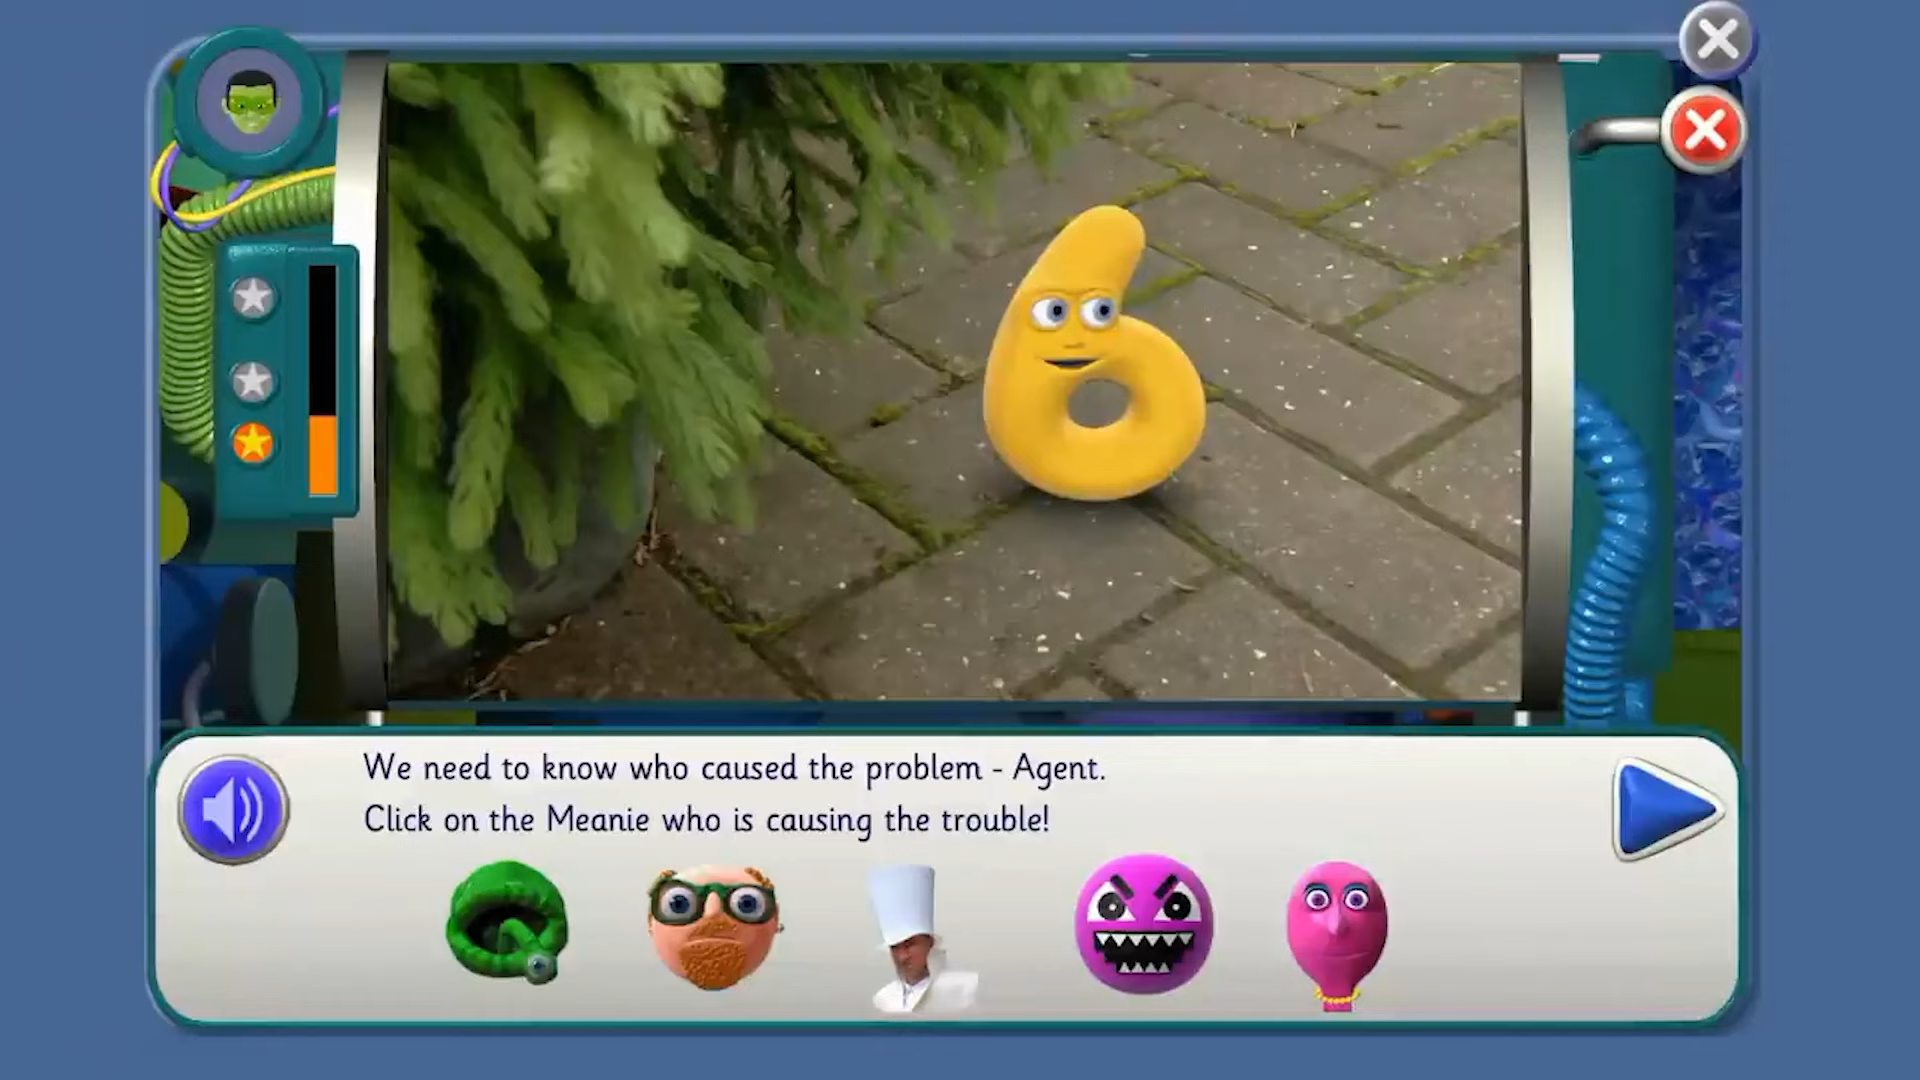 We need to know who caused the problem - Agent.
Click on the Meanie who is causing the trouble!